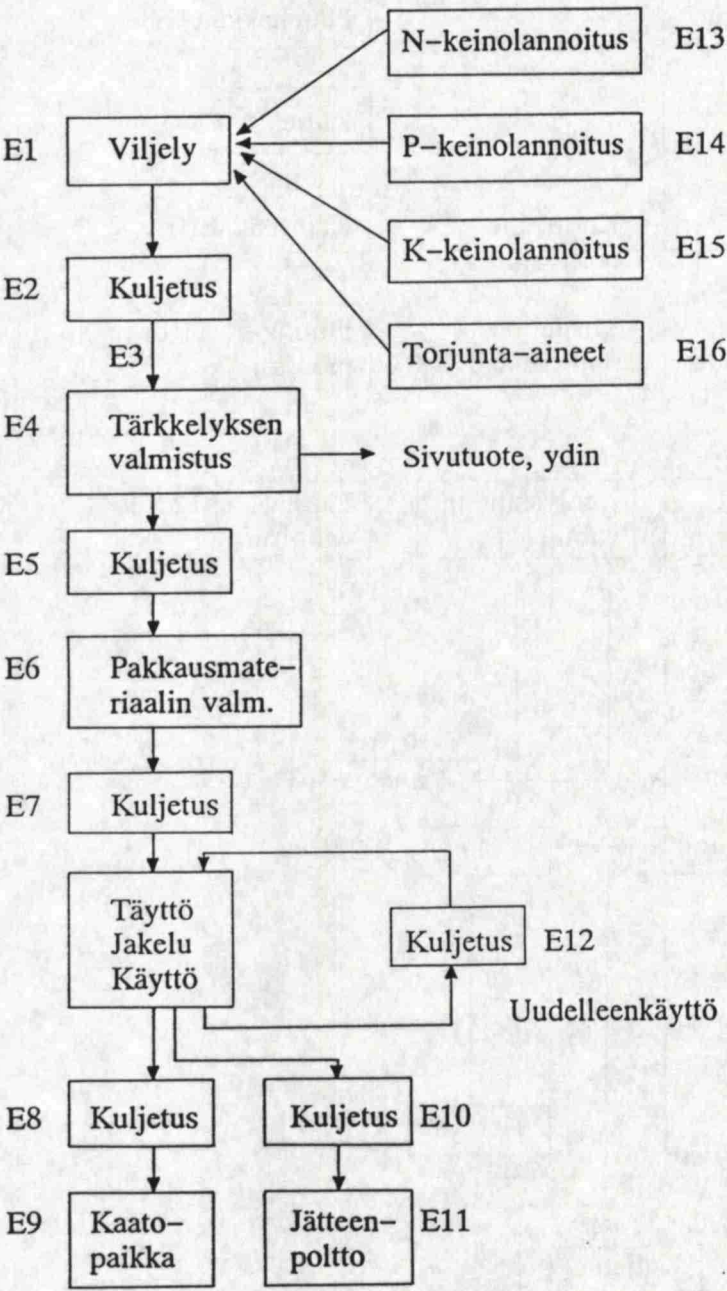 N–keinolannoitus E13
E1 Viljely
P–keinolannoitus E14
K–keinolannoitus E15
E2 Kuljetus
E3
Torjunta–aineet E16
E4 Tärkkelyksen
valmistus
Sivutuote, ydin
E5 Kuljetus
E6 Pakkausmate–
riaalin valm.
E7 Kuljetus
Täyttö
Jakelu
Käyttö
Kuljetus E12
Uudelleenkäyttö
E8 Kuljetus
Kuljetus E10
E9 Kaato–
paikka
Jätteen– E11
poltto